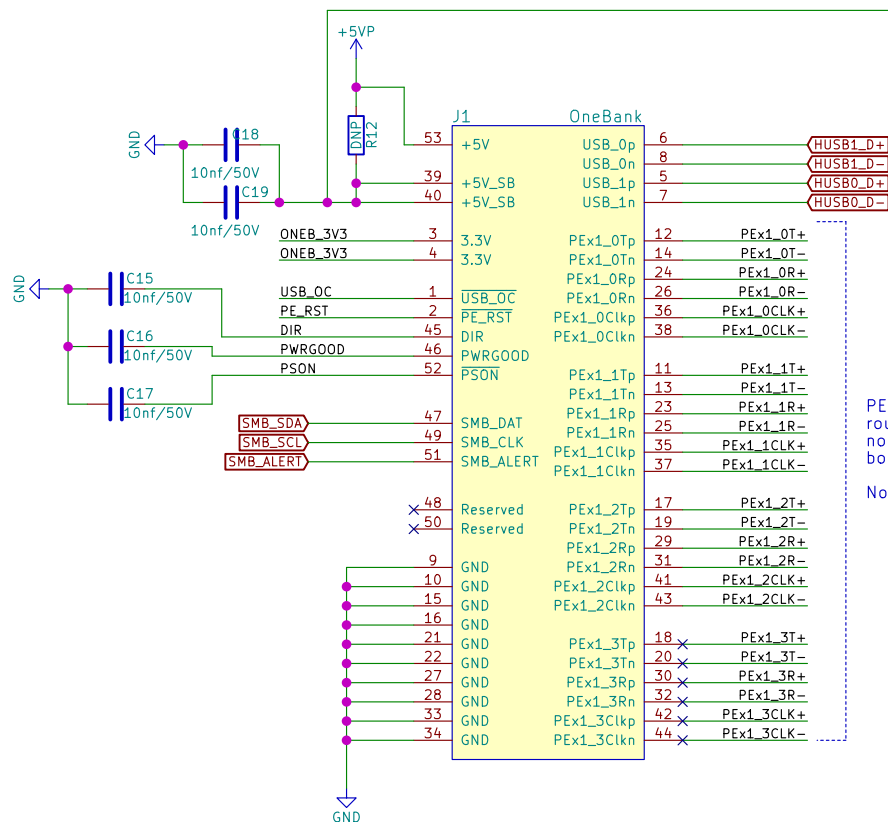 +5VP
J1
OneBank
GND
C18
10nf/50V
C19
10nf/50V
DNP
R12
53 +5V USB_0p 6 HUSB1_D+
USB_0n 8 HUSB1_D-
39 +5V_SB USB_1p 5 HUSB0_D+
40 +5V_SB USB_1n 7 HUSB0_D-
ONEB_3V3 3 3.3V PEx1_0Tp 12 PEx1_0T+
ONEB_3V3 4 3.3V PEx1_0Tn 14 PEx1_0T-
PEx1_0Rp 24 PEx1_0R+
GND
C15
10nf/50V
USB_OC 1 USB_OC PEx1_0Rn 26 PEx1_0R-
PE_RST 2 PE_RST PEx1_0Clkp 36 PEx1_0CLK+
DIR 45 DIR PEx1_0Clkn 38 PEx1_0CLK-
C16
10nf/50V
PWRGOOD 46 PWRGOOD
PSON 52 PSON PEx1_1Tp 11 PEx1_1T+
C17
10nf/50V
PEx1_1Tn 13 PEx1_1T-
PEx1_1Rp 23 PEx1_1R+
SMB_SDA 47 SMB_DAT PEx1_1Rn 25 PEx1_1R-
SMB_SCL 49 SMB_CLK PEx1_1Clkp 35 PEx1_1CLK+
SMB_ALERT 51 SMB_ALERT PEx1_1Clkn 37 PEx1_1CLK-
PE
rou
no
bo
No
48 Reserved PEx1_2Tp 17 PEx1_2T+
50 Reserved PEx1_2Tn 19 PEx1_2T-
PEx1_2Rp 29 PEx1_2R+
9 GND PEx1_2Rn 31 PEx1_2R-
10 GND PEx1_2Clkp 41 PEx1_2CLK+
15 GND PEx1_2Clkn 43 PEx1_2CLK-
16 GND
21 GND PEx1_3Tp 18 PEx1_3T+
22 GND PEx1_3Tn 20 PEx1_3T-
27 GND PEx1_3Rp 30 PEx1_3R+
28 GND PEx1_3Rn 32 PEx1_3R-
33 GND PEx1_3Clkp 42 PEx1_3CLK+
34 GND PEx1_3Clkn 44 PEx1_3CLK-
GND